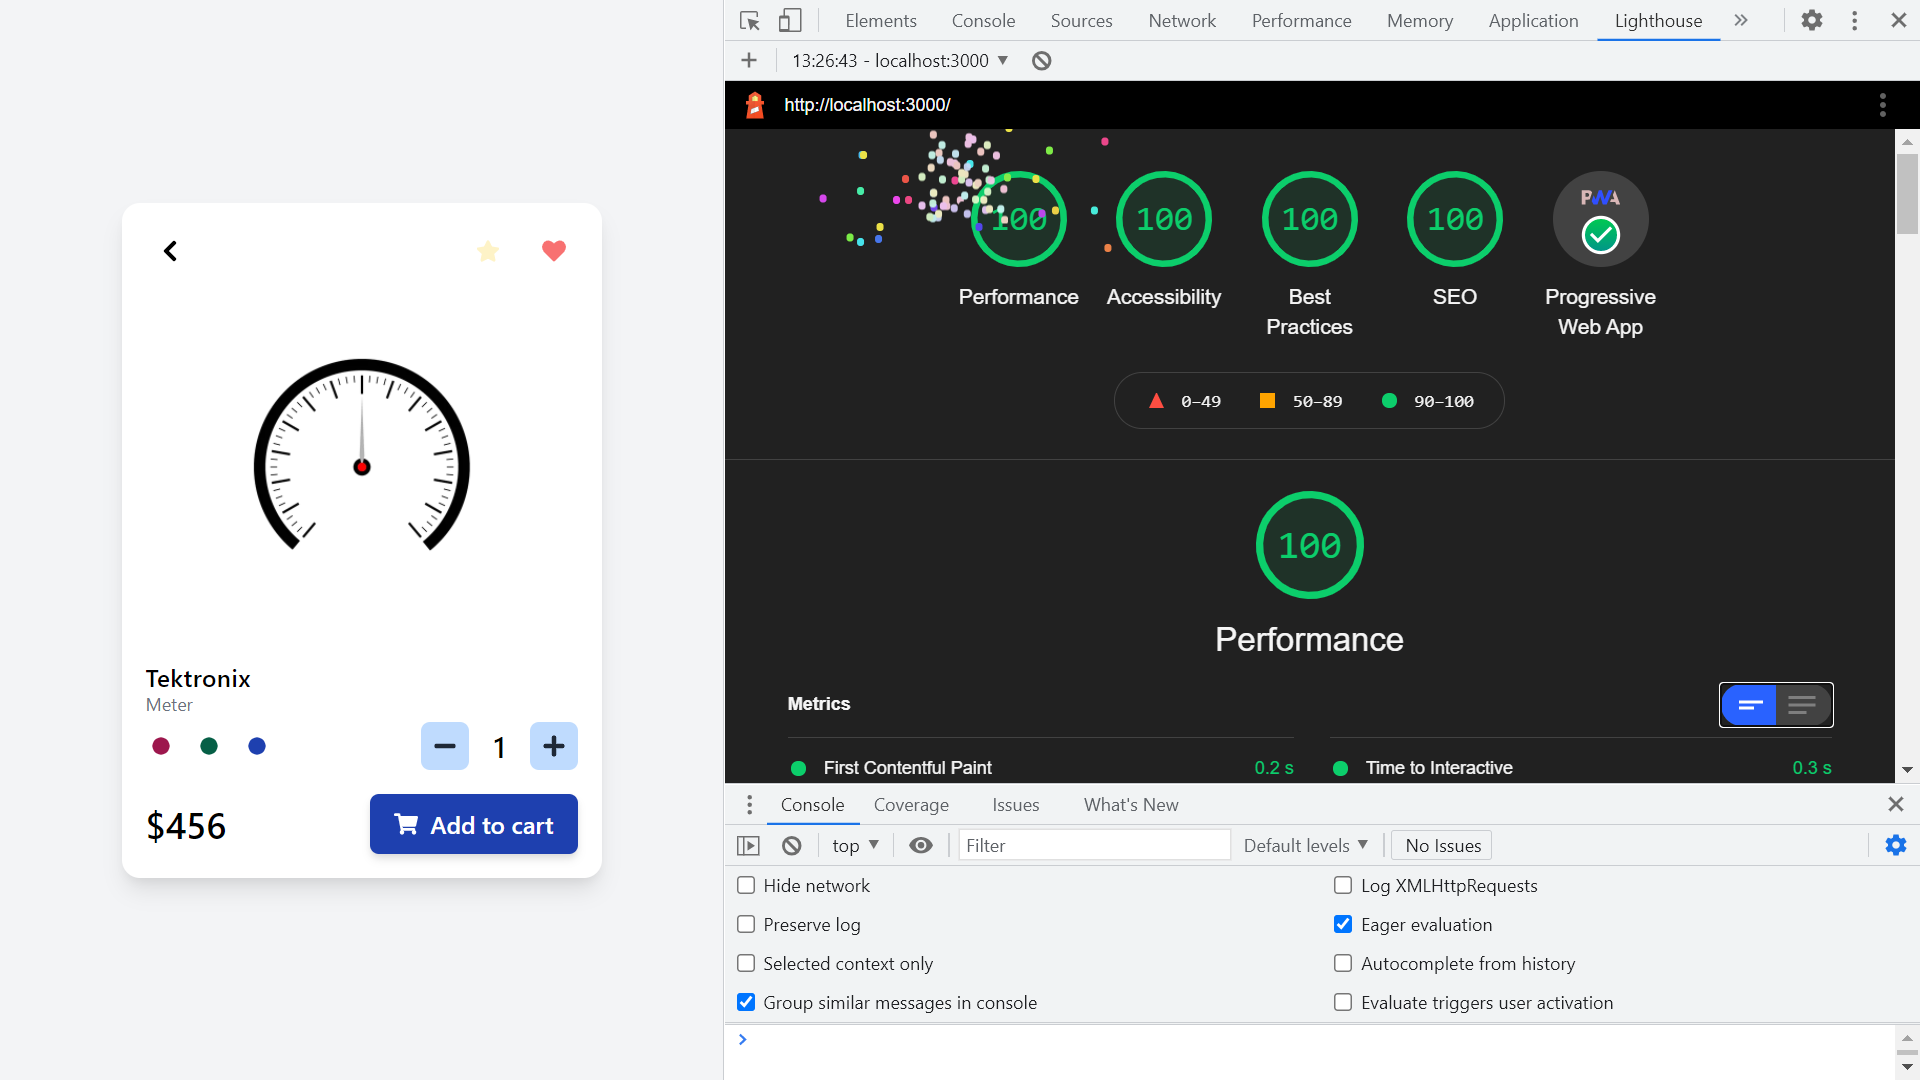 Tektronix
Meter
1
$456
Add to cart
Elements Console Sources Network Performance Memory Application Lighthouse
13:26:43 - localhost:3000
http://localhost:3000/
100 100 100 100 PWA
Performance Accessibility Best Practices SEO Progressive Web App
0–49 50–89 90–100
100
Performance
Metrics
First Contentful Paint 0.2 s Time to Interactive 0.3 s
Console Coverage Issues What's New
top Filter Default levels No Issues
Hide network Log XMLHttpRequests
Preserve log Eager evaluation
Selected context only Autocomplete from history
Group similar messages in console Evaluate triggers user activation